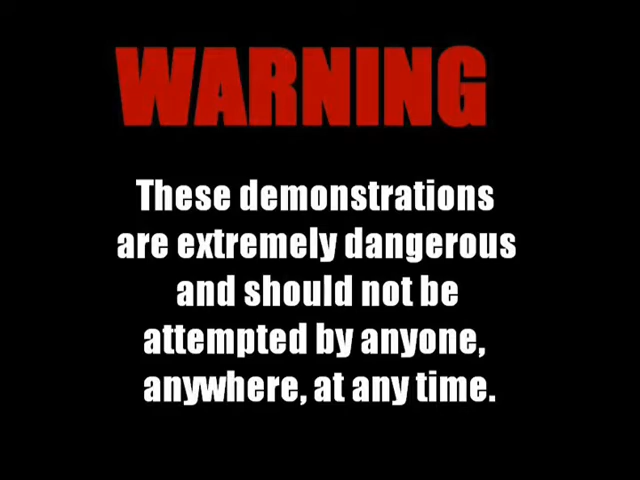 WARNING
These demonstrations
are extremely dangerous
and should not be
attempted by anyone,
anywhere, at any time.